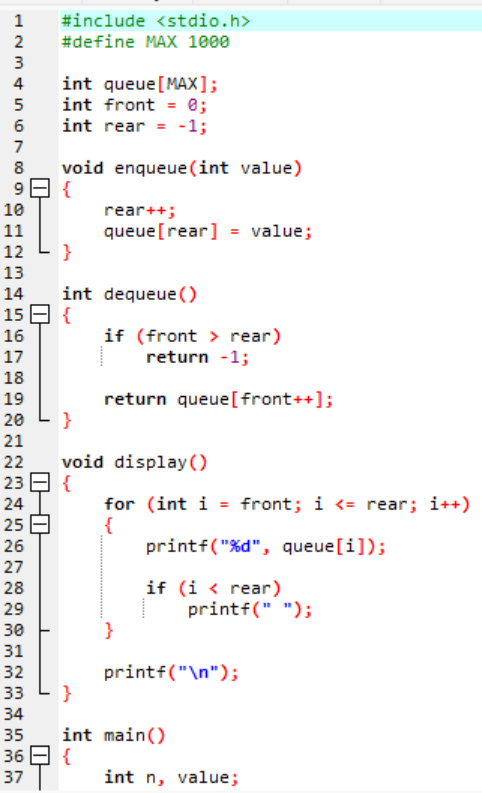 1 #include <stdio.h>
2 #define MAX 1000
3
4 int queue[MAX];
5 int front = 0;
6 int rear = -1;
7
8 void enqueue(int value)
9 {
10     rear++;
11     queue[rear] = value;
12 }
13
14 int dequeue()
15 {
16     if (front > rear)
17         return -1;
18
19     return queue[front++];
20 }
21
22 void display()
23 {
24     for (int i = front; i <= rear; i++)
25     {
26         printf("%d", queue[i]);
27
28         if (i < rear)
29             printf(" ");
30     }
31
32     printf("\n");
33 }
34
35 int main()
36 {
37     int n, value;